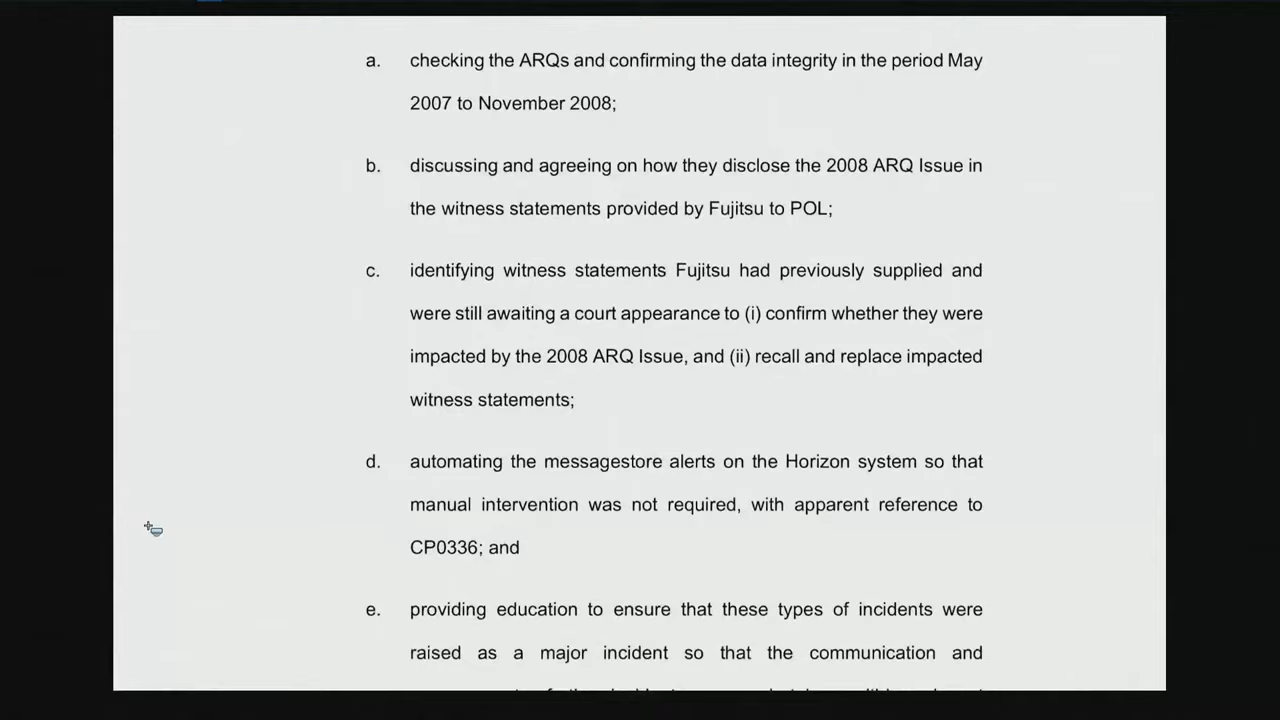 a. checking the ARQs and confirming the data integrity in the period May
2007 to November 2008;
b. discussing and agreeing on how they disclose the 2008 ARQ Issue in
the witness statements provided by Fujitsu to POL;
c. identifying witness statements Fujitsu had previously supplied and
were still awaiting a court appearance to (i) confirm whether they were
impacted by the 2008 ARQ Issue, and (ii) recall and replace impacted
witness statements;
d. automating the messagestore alerts on the Horizon system so that
manual intervention was not required, with apparent reference to
CP0336; and
e. providing education to ensure that these types of incidents were
raised as a major incident so that the communication and